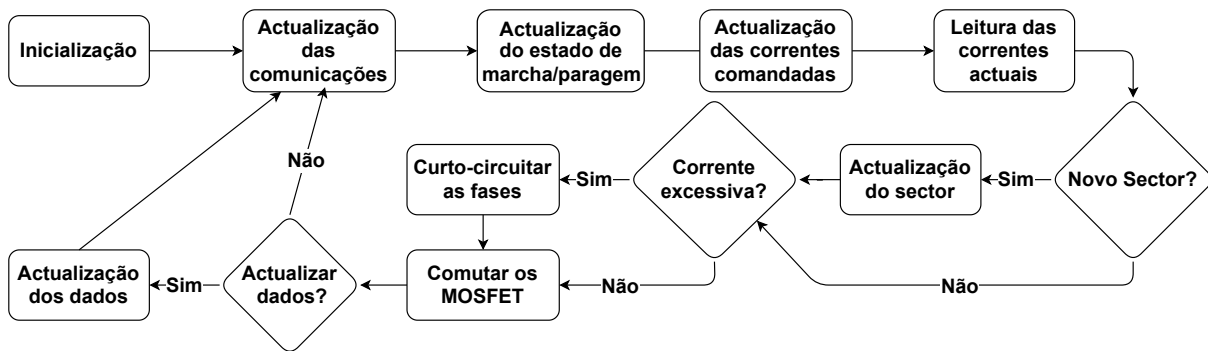 Inicialização
Actualização
das
comunicações
Actualização
do estado de
marcha/paragem
Actualização
das correntes
comandadas
Leitura das
correntes
actuais
Novo Sector?
Sim
Actualização
do sector
Não
Corrente
excessiva?
Sim
Curto-circuitar
as fases
Não
Comutar os
MOSFET
Actualizar
dados?
Não
Sim
Actualização
dos dados